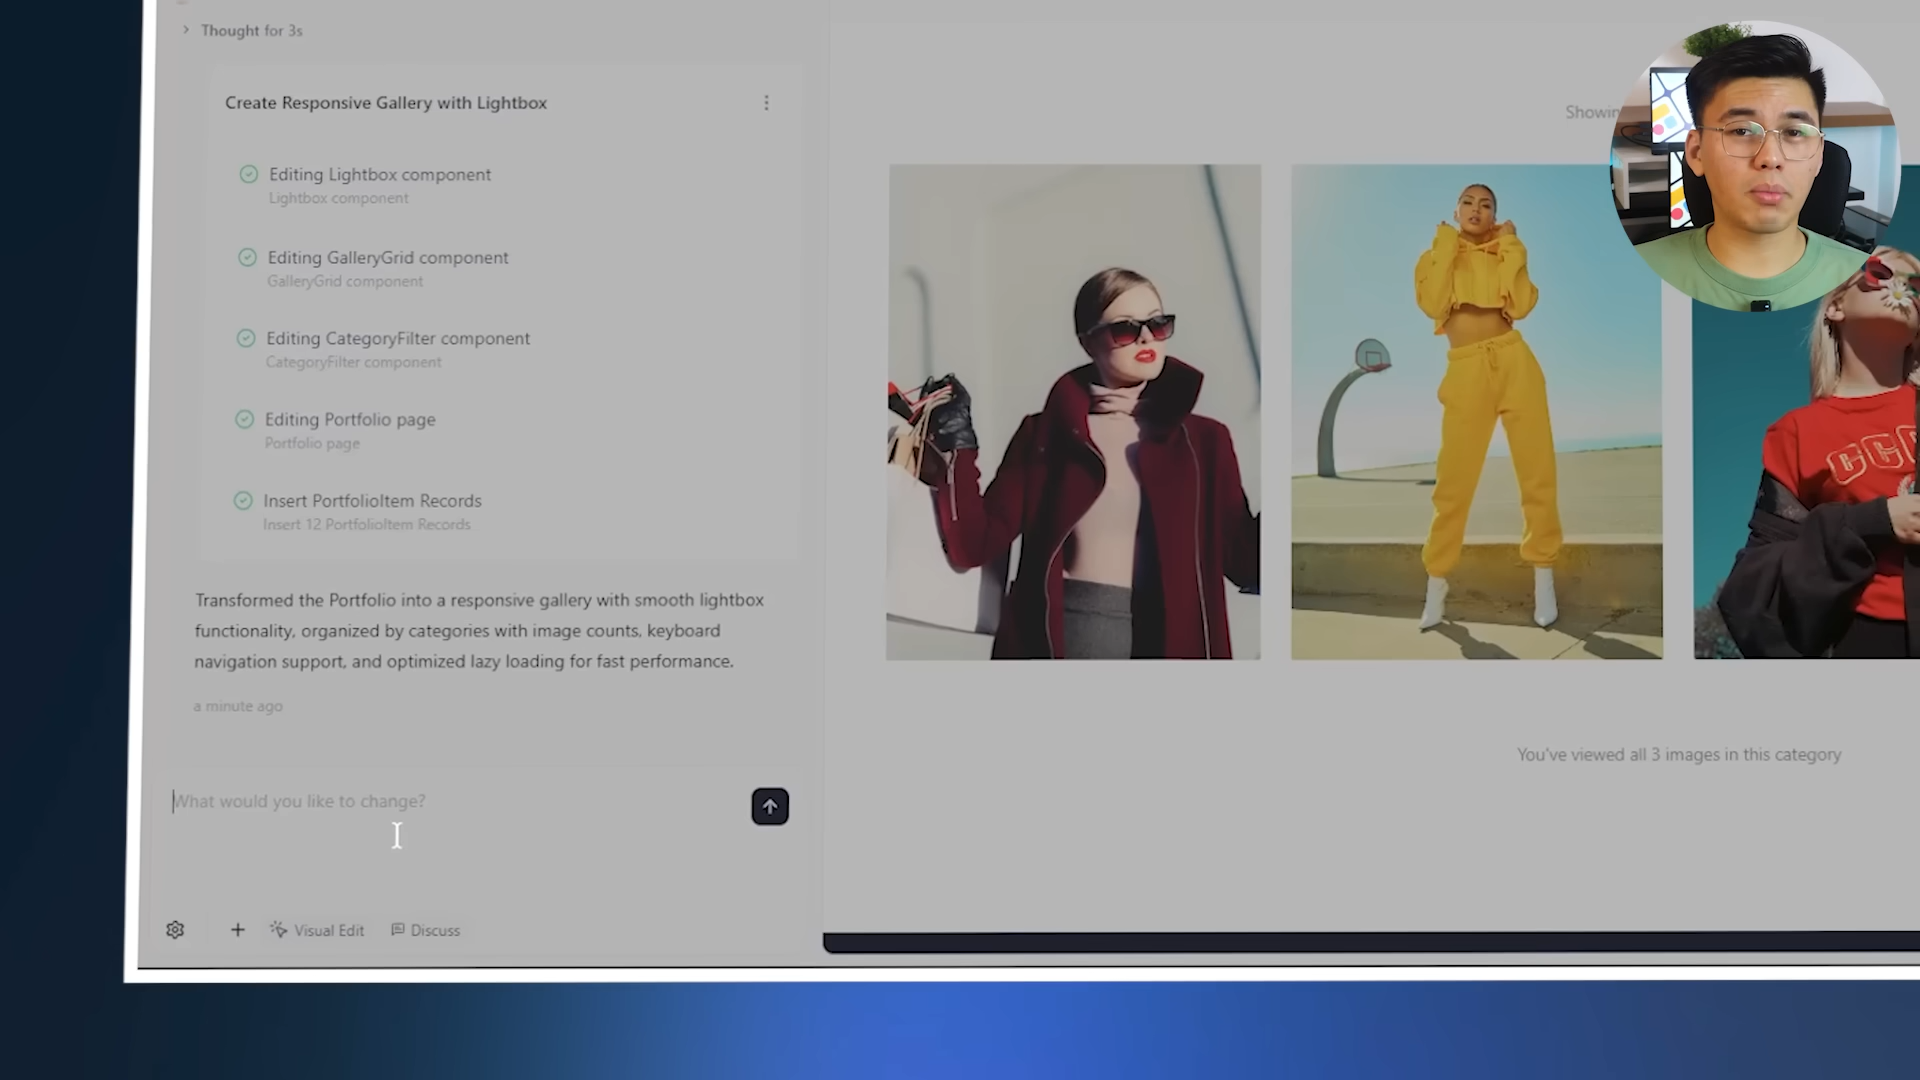 Thought for 3s
Create Responsive Gallery with Lightbox
Editing Lightbox component
Lightbox component
Editing GalleryGrid component
GalleryGrid component
Editing CategoryFilter component
CategoryFilter component
Editing Portfolio page
Portfolio page
Insert PortfolioItem Records
Insert 12 PortfolioItem Records
Transformed the Portfolio into a responsive gallery with smooth lightbox
functionality, organized by categories with image counts, keyboard
navigation support, and optimized lazy loading for fast performance.
a minute ago
What would you like to change?
Visual Edit
Discuss
You've viewed all 3 images in this category